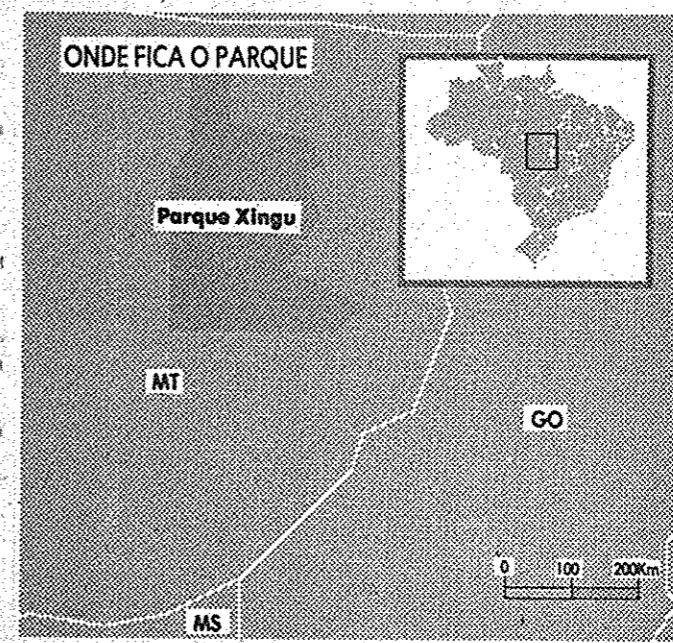 ONDE FICA O PARQUE
Parque Xingu
MT
GO
0 100 200Km
MS